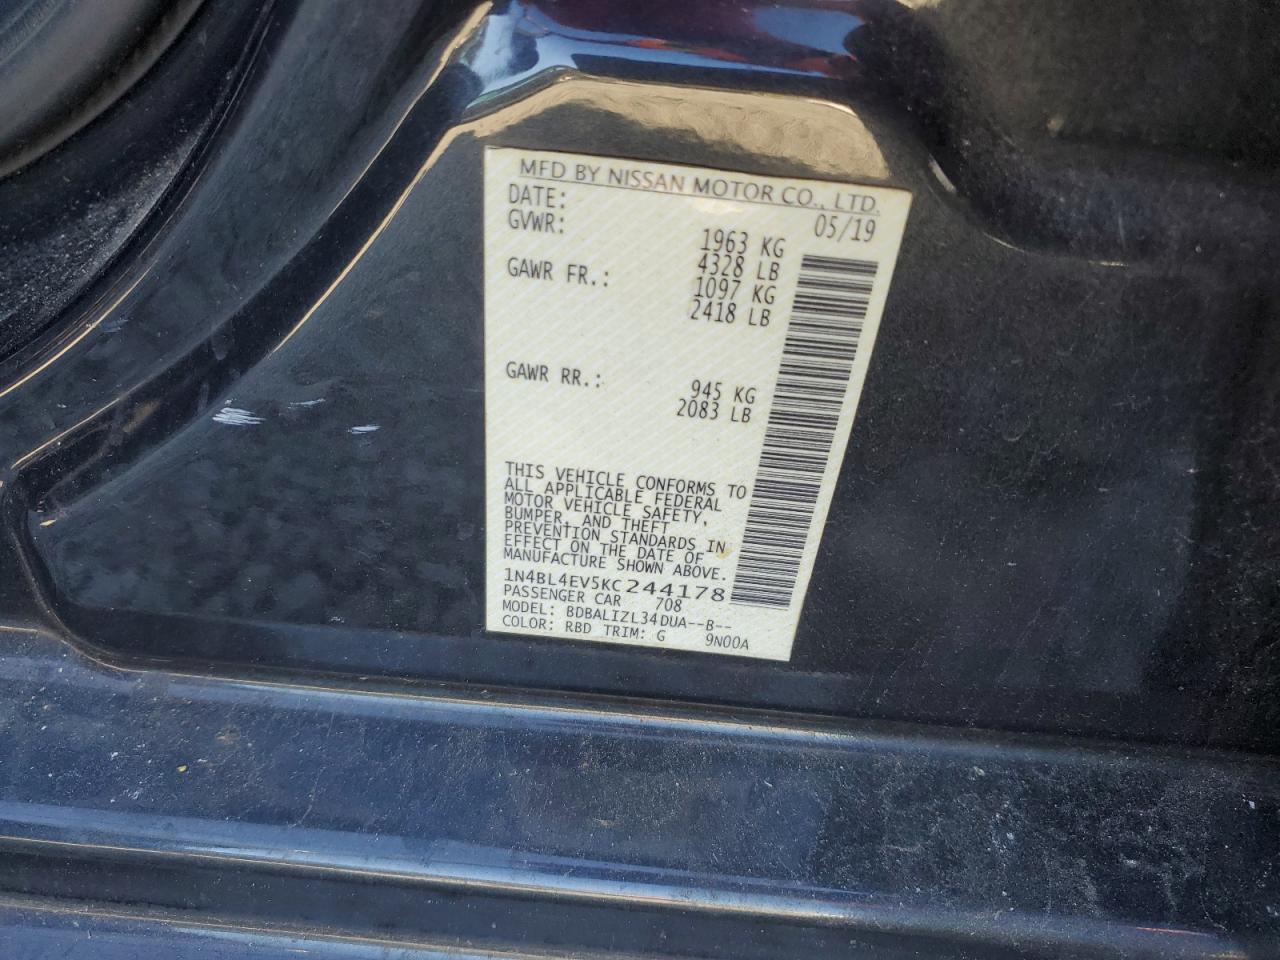 MFD BY NISSAN MOTOR CO., LTD.
DATE: 05/19
GVWR: 1963 KG
4328 LB
GAWR FR.: 1097 KG
2418 LB
GAWR RR.: 945 KG
2083 LB
THIS VEHICLE CONFORMS TO
ALL APPLICABLE FEDERAL
MOTOR VEHICLE SAFETY,
BUMPER, AND THEFT
PREVENTION STANDARDS IN
EFFECT ON THE DATE OF
MANUFACTURE SHOWN ABOVE.
1N4BL4EV5KC244178
PASSENGER CAR 708
MODEL: BDBALIZL34DUA--B--
COLOR: RBD TRIM: G 9N00A